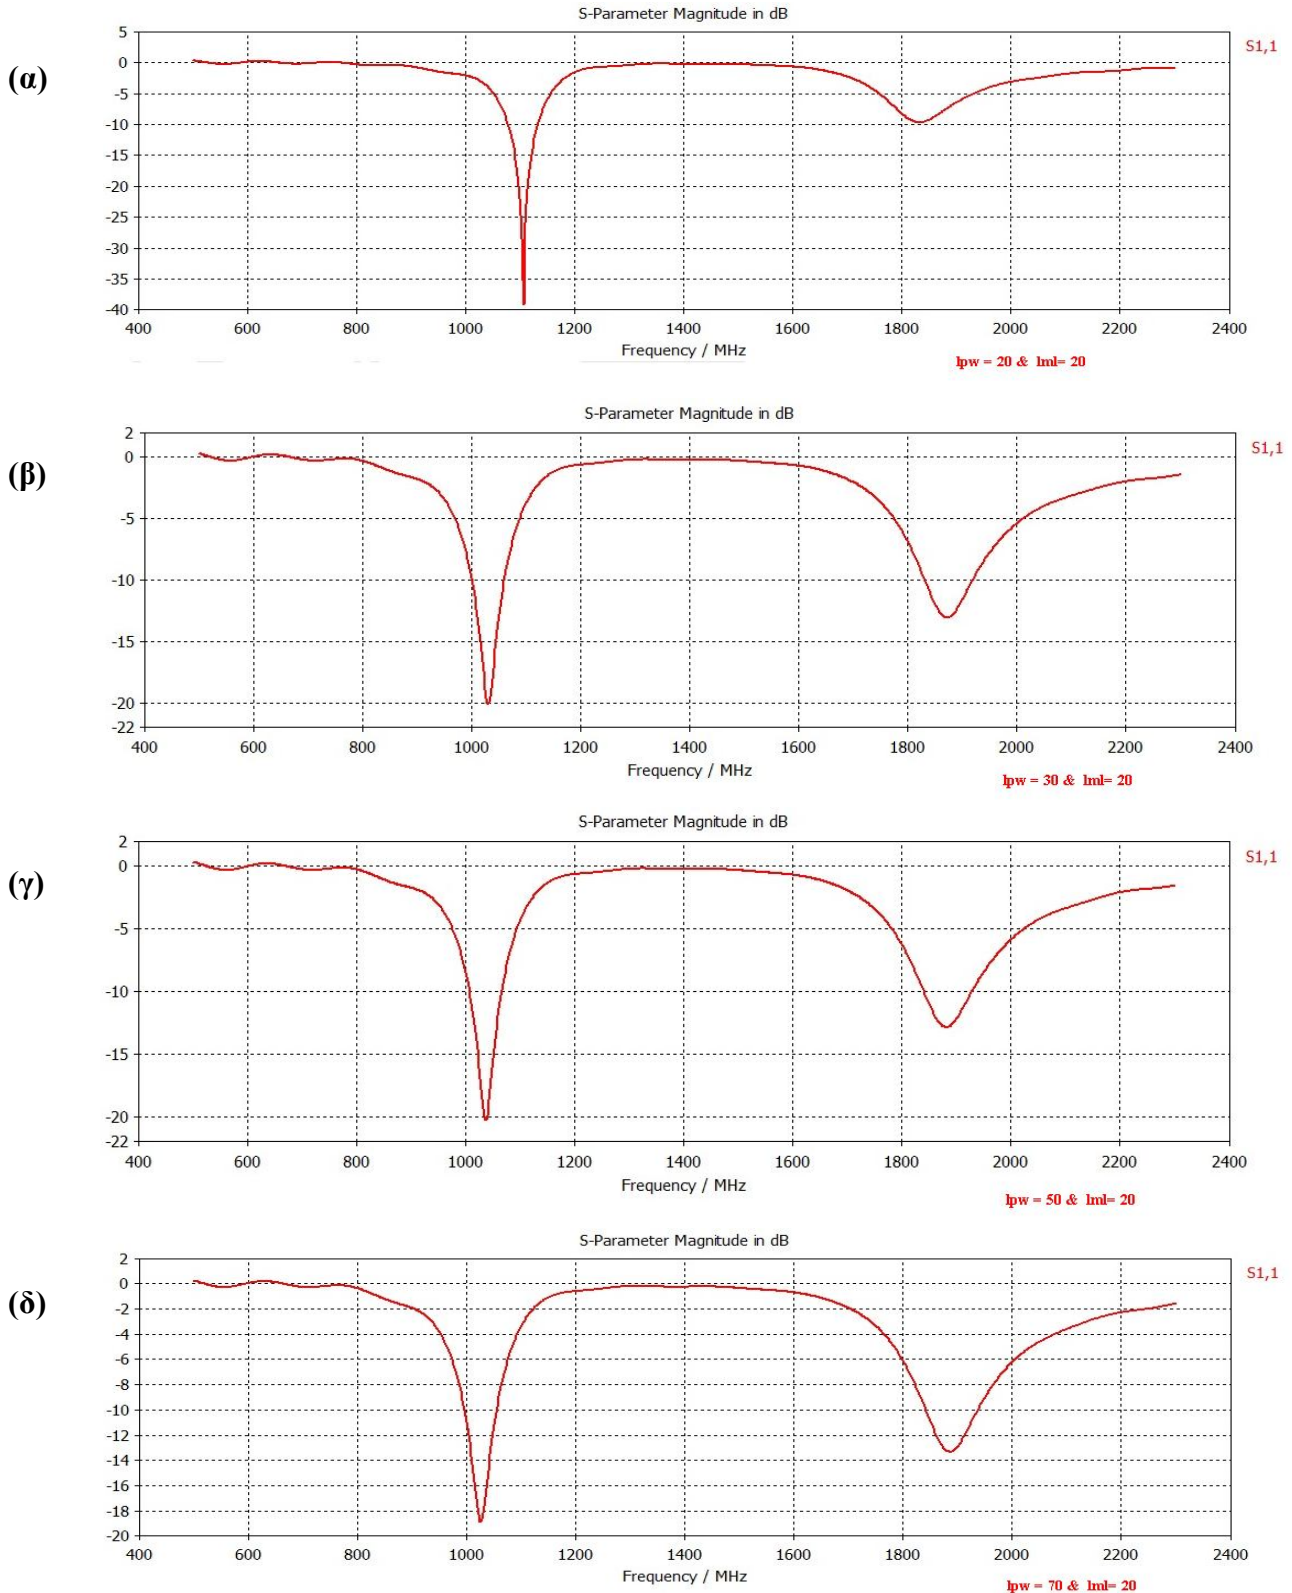 S-Parameter Magnitude in dB
S1,1
(α)
5
0
-5
-10
-15
-20
-25
-30
-35
-40
400 600 800 1000 1200 1400 1600 1800 2000 2200 2400
Frequency / MHz
lpw = 20 & lml= 20
S-Parameter Magnitude in dB
S1,1
(β)
2
0
-5
-10
-15
-20
-22
400 600 800 1000 1200 1400 1600 1800 2000 2200 2400
Frequency / MHz
lpw = 30 & lml= 20
S-Parameter Magnitude in dB
S1,1
(γ)
2
0
-5
-10
-15
-20
-22
400 600 800 1000 1200 1400 1600 1800 2000 2200 2400
Frequency / MHz
lpw = 50 & lml= 20
S-Parameter Magnitude in dB
S1,1
(δ)
2
0
-2
-4
-6
-8
-10
-12
-14
-16
-18
-20
400 600 800 1000 1200 1400 1600 1800 2000 2200 2400
Frequency / MHz
lpw = 70 & lml= 20